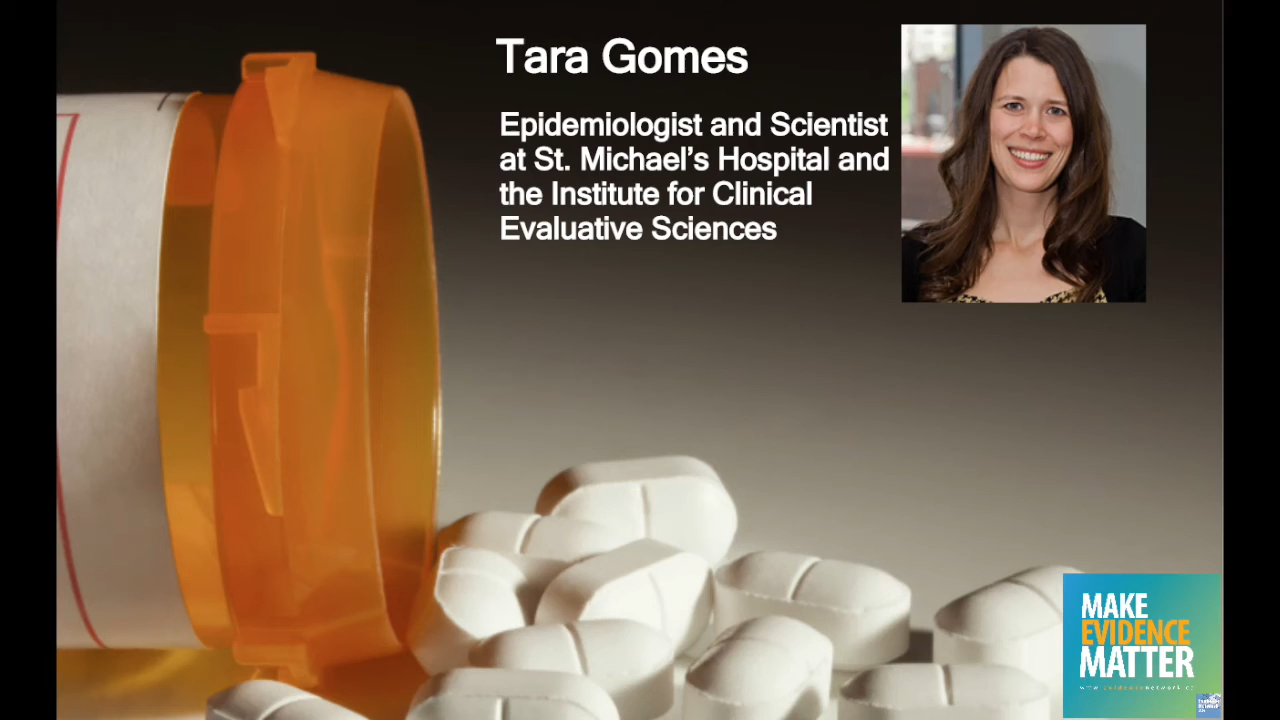 Tara Gomes
Epidemiologist and Scientist
at St. Michael's Hospital and
the Institute for Clinical
Evaluative Sciences
MAKE
EVIDENCE
MATTER